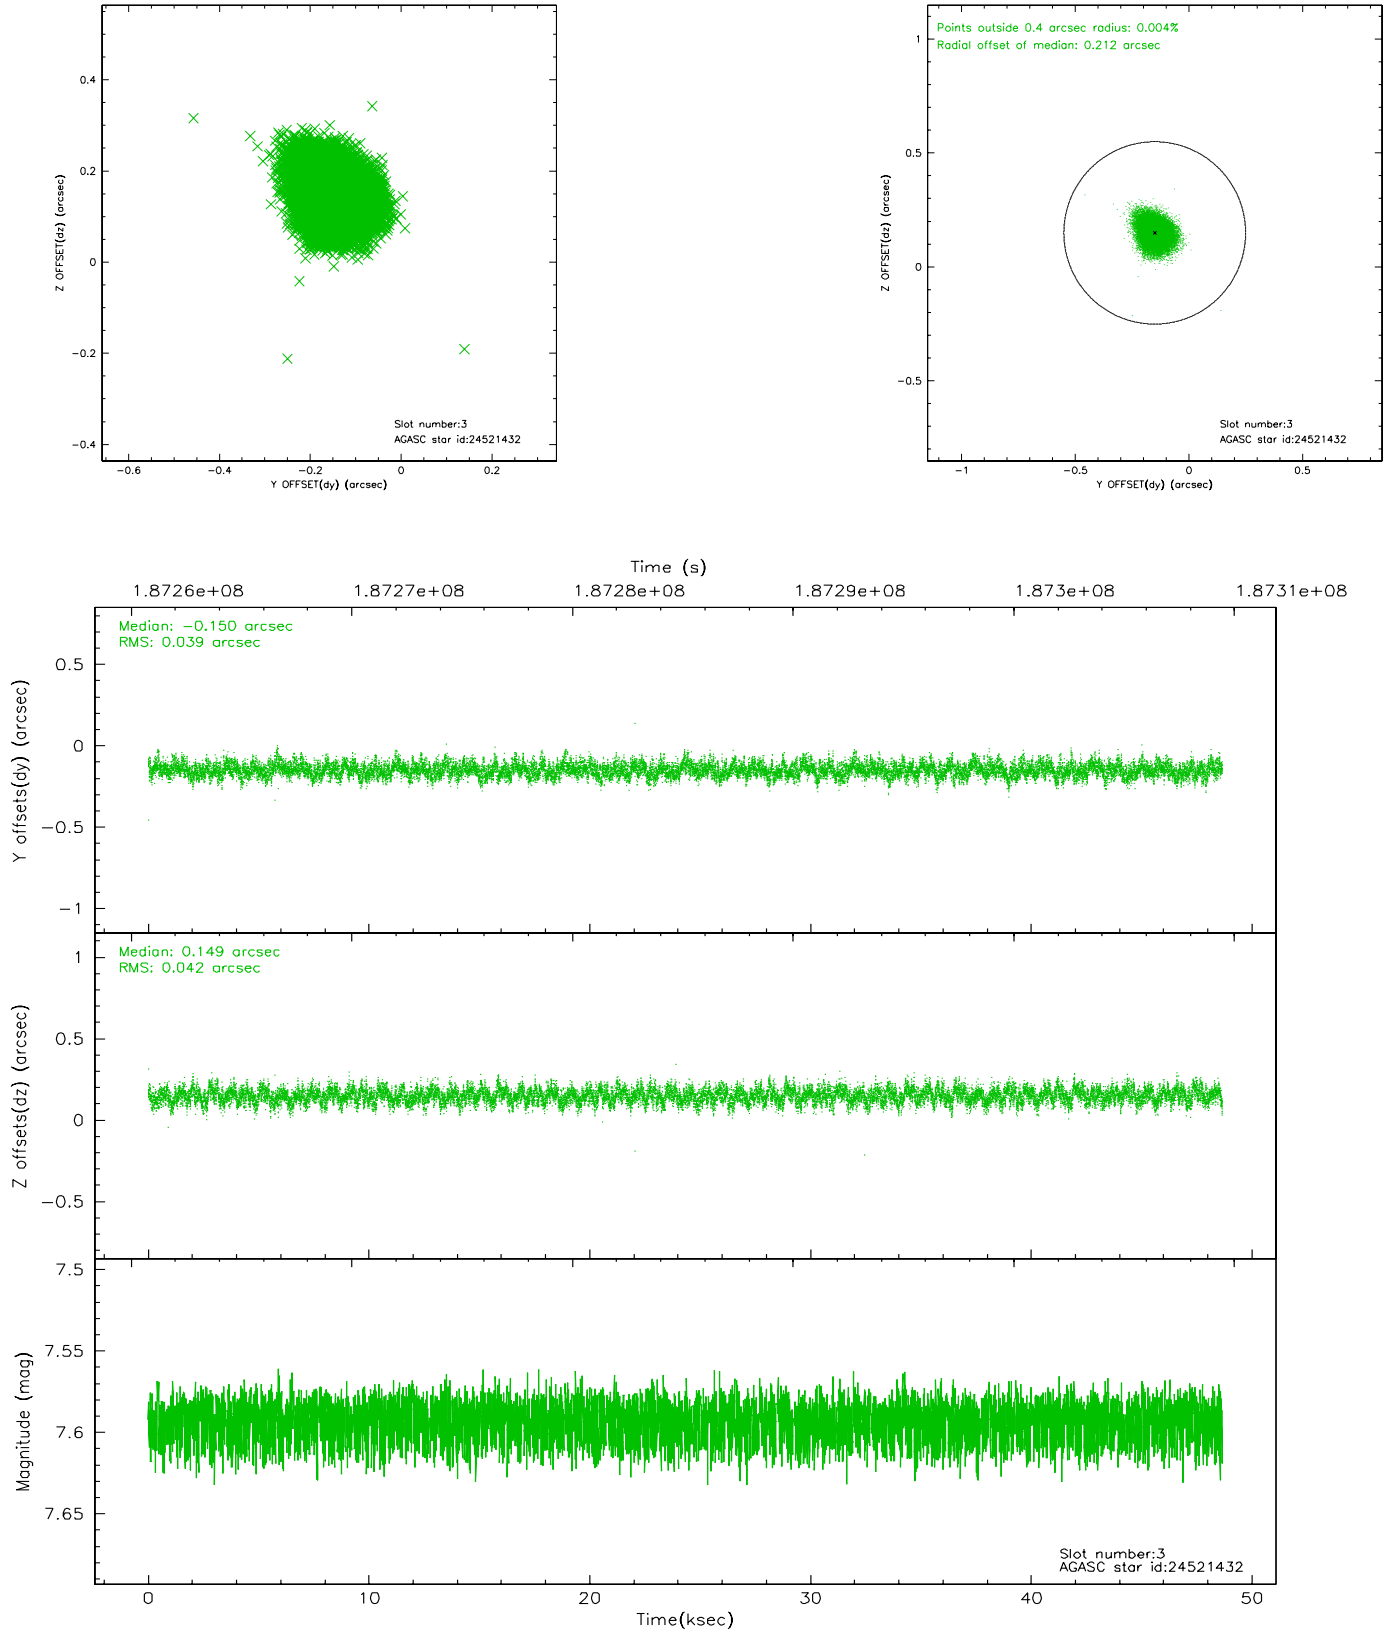 0.4
0.2
0
−0.2
−0.4
Z OFFSET(dz) (arcsec)
Slot number:3
AGASC star id:24521432
−0.6 −0.4 −0.2 0 0.2
Y OFFSET(dy) (arcsec)
Points outside 0.4 arcsec radius: 0.004%
Radial offset of median: 0.212 arcsec
1
0.5
0
−0.5
Z OFFSET(dz) (arcsec)
Slot number:3
AGASC star id:24521432
−1 −0.5 0 0.5
Y OFFSET(dy) (arcsec)
Time (s)
1.8726e+08 1.8727e+08 1.8728e+08 1.8729e+08 1.873e+08 1.8731e+08
Median: −0.150 arcsec
RMS: 0.039 arcsec
0.5
0
−0.5
−1
Y offsets(dy) (arcsec)
Median: 0.149 arcsec
RMS: 0.042 arcsec
1
0.5
0
−0.5
Z offsets(dz) (arcsec)
7.5
7.55
7.6
7.65
Magnitude (mag)
Slot number:3
AGASC star id:24521432
0 10 20 30 40 50
Time(ksec)